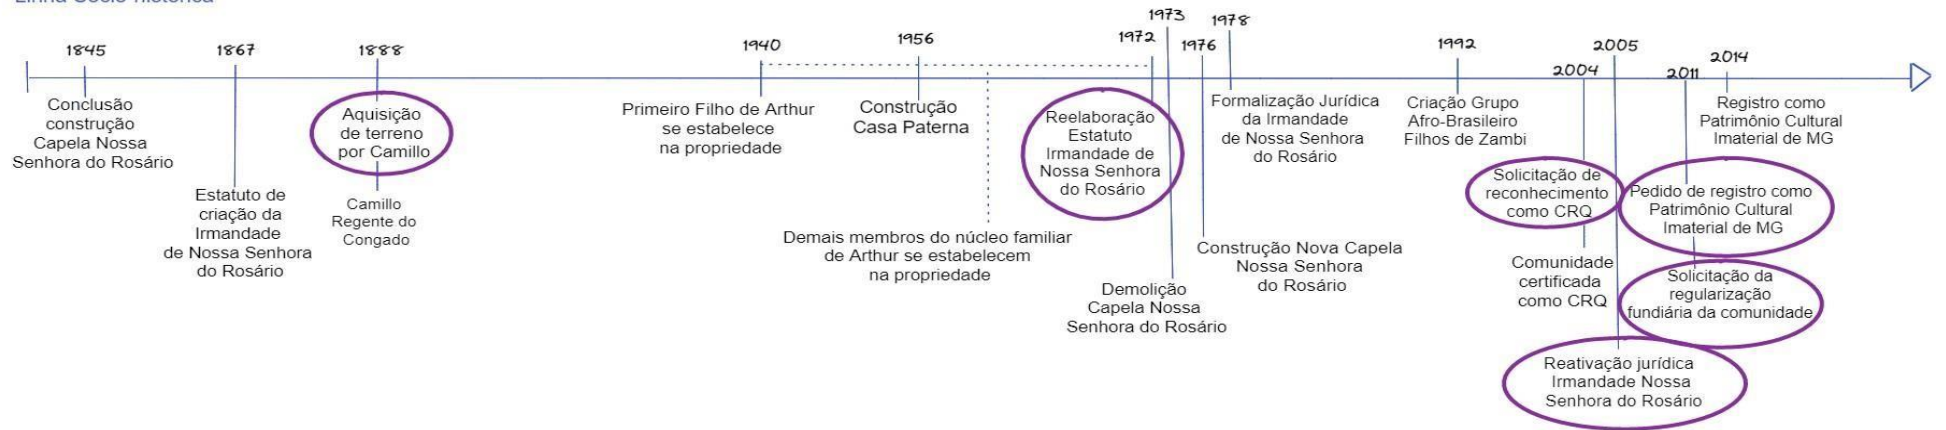 Linha Sócio-histórica
1845
Conclusão
construção
Capela Nossa
Senhora do Rosário
1867
Estatuto de
criação da
Irmandade
de Nossa Senhora
do Rosário
1888
Aquisição
de terreno
por Camillo
Camillo
Regente do
Congado
1940
Primeiro Filho de Arthur
se estabelece
na propriedade
1956
Construção
Casa Paterna
Demais membros do núcleo familiar
de Arthur se estabelecem
na propriedade
1972
Reelaboração
Estatuto
Irmandade de
Nossa Senhora
do Rosário
1973
Demolição
Capela Nossa
Senhora do Rosário
1976
Construção Nova Capela
Nossa Senhora
do Rosário
1978
Formalização Jurídica
da Irmandade
de Nossa Senhora
do Rosário
1992
Criação Grupo
Afro-Brasileiro
Filhos de Zambi
2004
Solicitação de
reconhecimento
como CRQ
Comunidade
certificada
como CRQ
2005
Reativação jurídica
Irmandade Nossa
Senhora do Rosário
2011
Pedido de registro como
Patrimônio Cultural
Imaterial de MG
Solicitação da
regularização
fundiária da comunidade
2014
Registro como
Patrimônio Cultural
Imaterial de MG